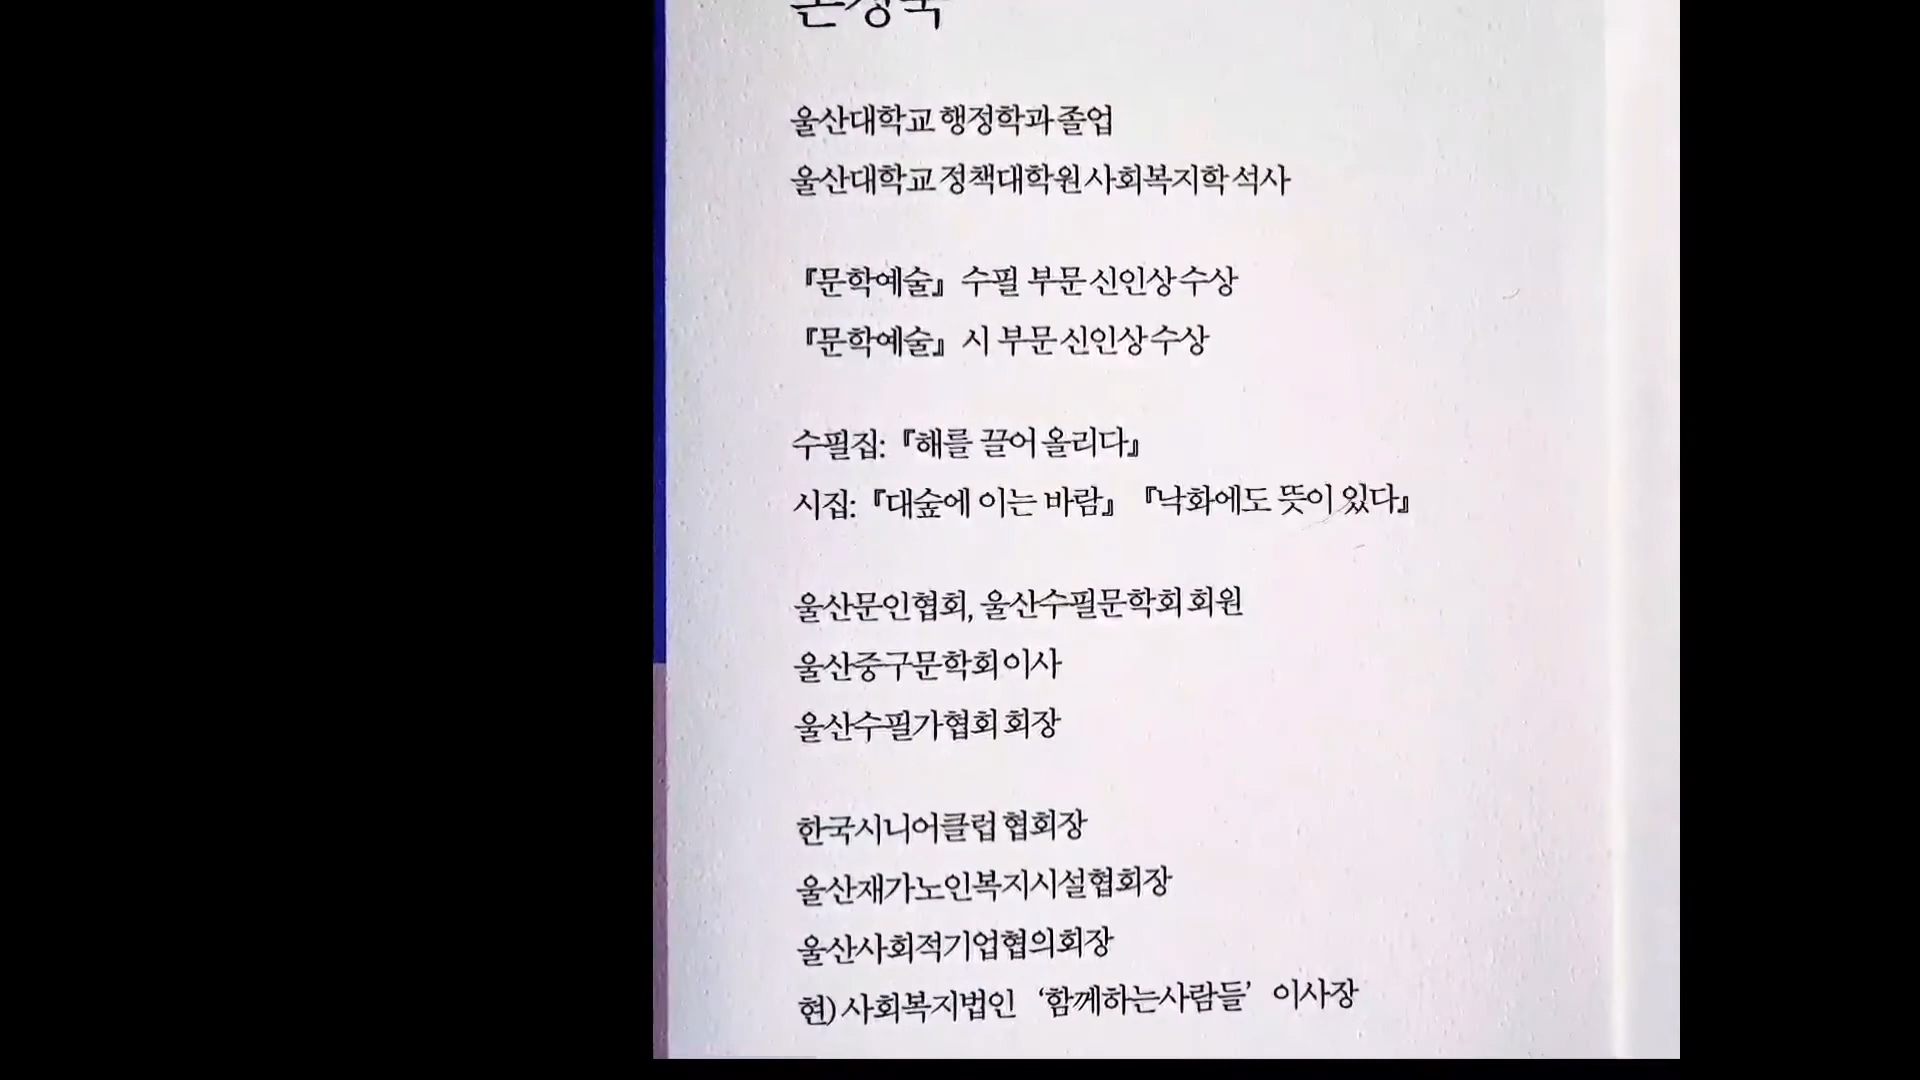 울산대학교 행정학과 졸업
울산대학교 정책대학원 사회복지학 석사
『문학예술』 수필 부문 신인상 수상
『문학예술』 시 부문 신인상 수상
수필집: 『해를 끌어 올리다』
시집: 『대숲에 이는 바람』 『낙화에도 뜻이 있다』
울산문인협회, 울산수필문학회 회원
울산중구문학회 이사
울산수필가협회 회장
한국시니어클럽 협회장
울산재가노인복지시설협회장
울산사회적기업협의회장
현) 사회복지법인 ‘함께하는사람들’ 이사장